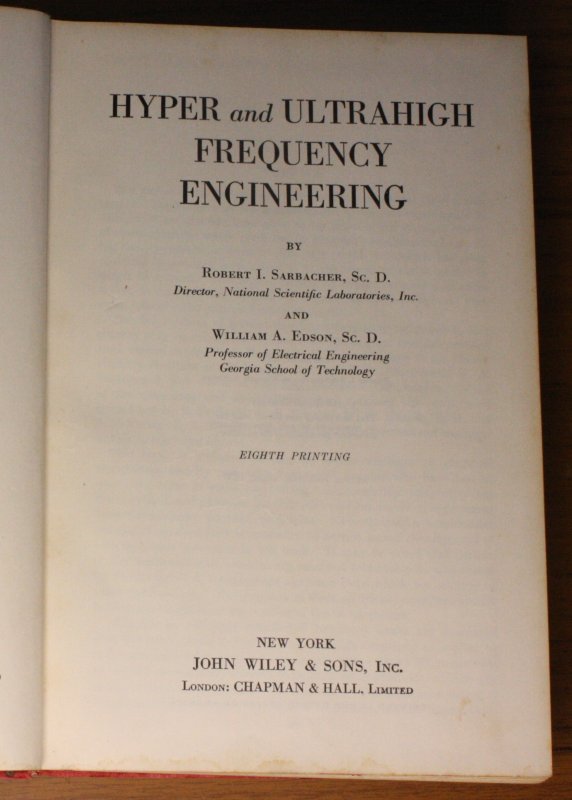 HYPER and ULTRAHIGH
FREQUENCY
ENGINEERING
BY
ROBERT I. SARBACHER, Sc. D.
Director, National Scientific Laboratories, Inc.
AND
WILLIAM A. EDSON, Sc. D.
Professor of Electrical Engineering
Georgia School of Technology
EIGHTH PRINTING
NEW YORK
JOHN WILEY & SONS, INC.
LONDON: CHAPMAN & HALL, LIMITED